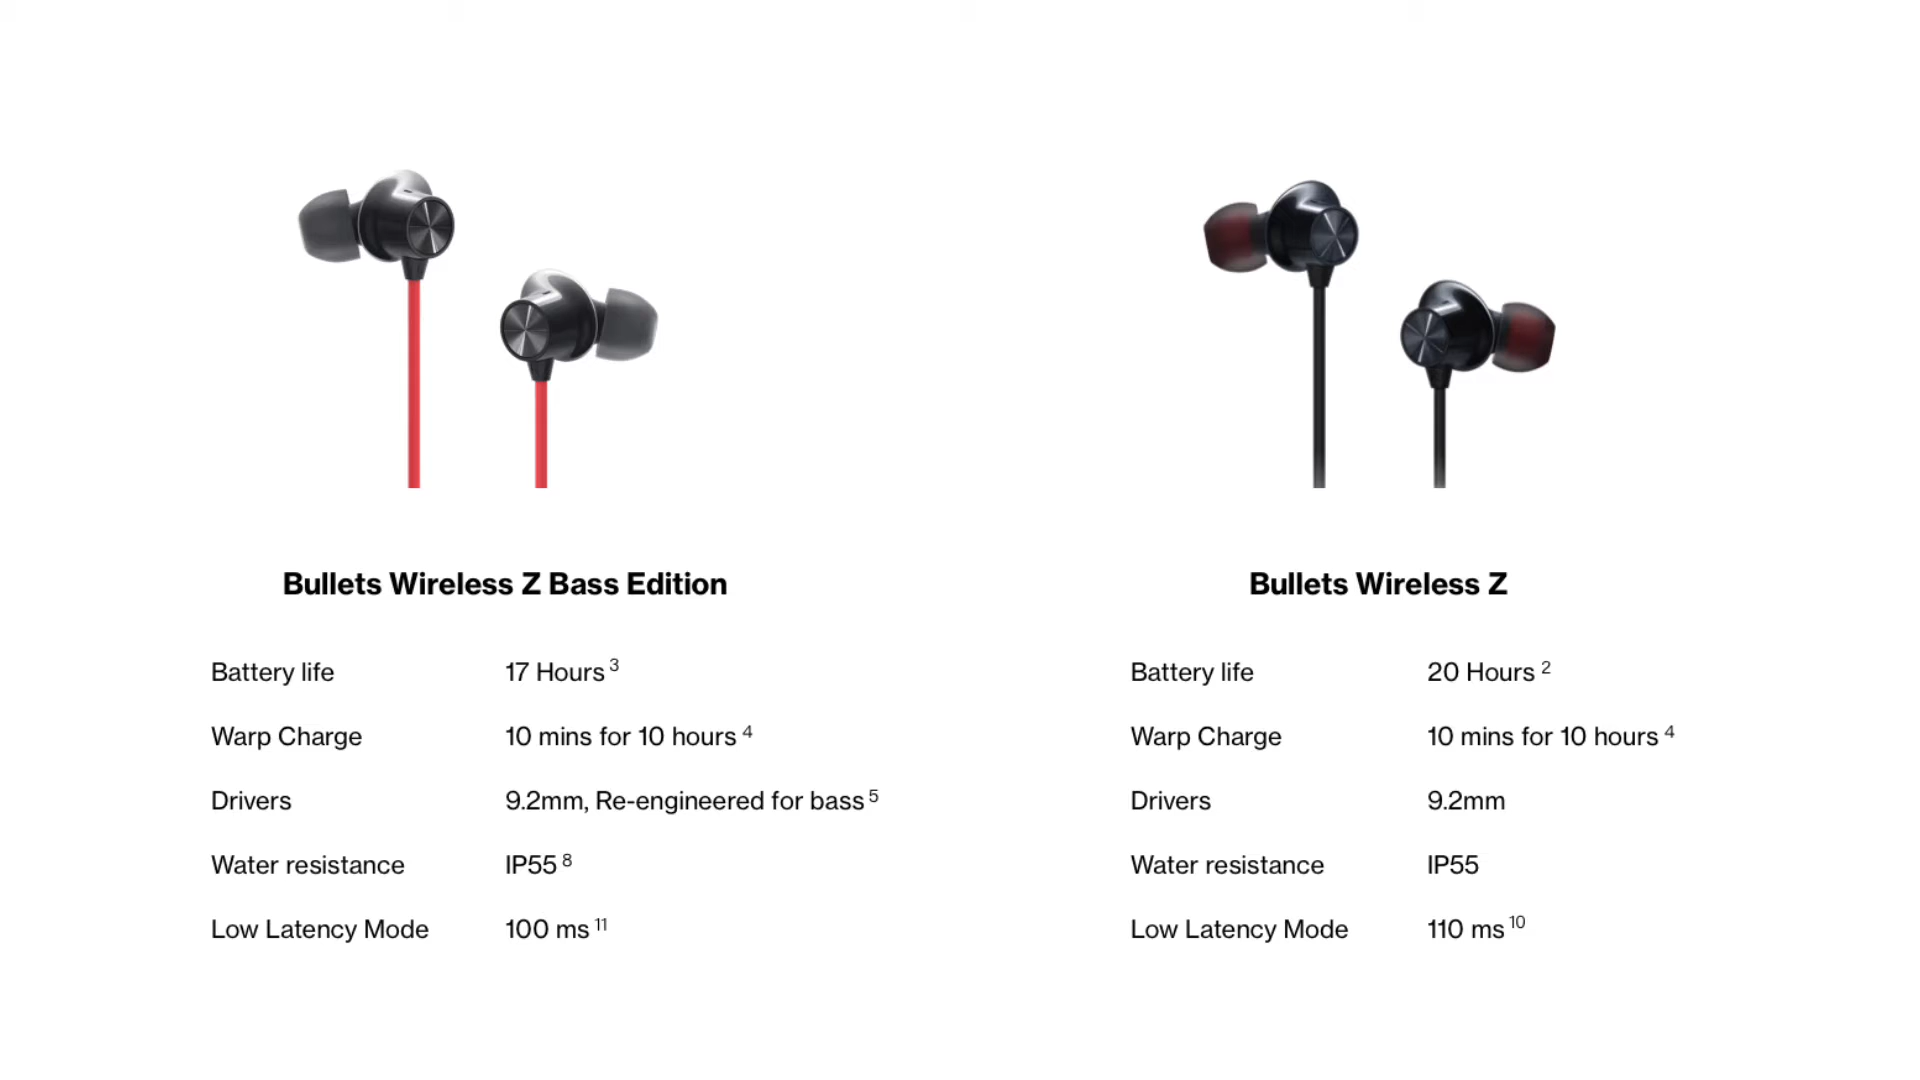 Bullets Wireless Z Bass Edition
Battery life 17 Hours 3
Warp Charge 10 mins for 10 hours 4
Drivers 9.2mm, Re-engineered for bass 5
Water resistance IP55 8
Low Latency Mode 100 ms 11
Bullets Wireless Z
Battery life 20 Hours 2
Warp Charge 10 mins for 10 hours 4
Drivers 9.2mm
Water resistance IP55
Low Latency Mode 110 ms 10